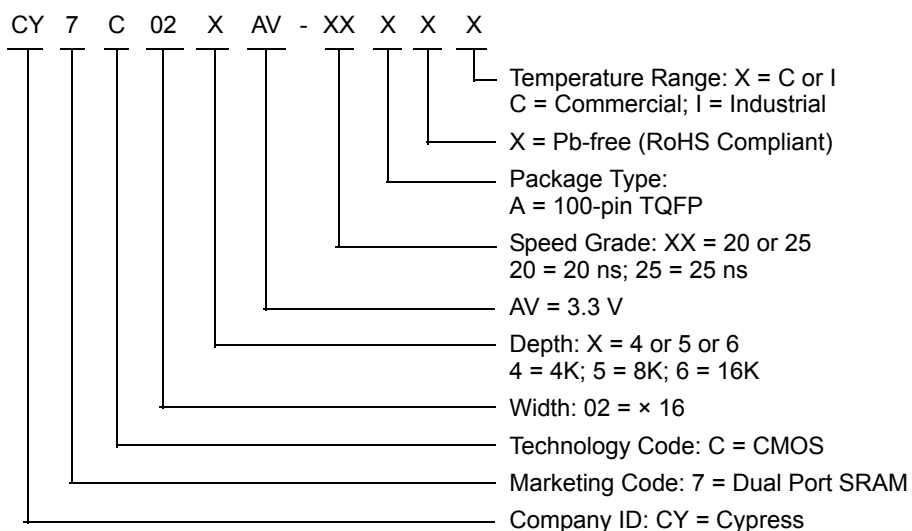 CY 7 C 02 X AV - XX X X X
Temperature Range: X = C or I
C = Commercial; I = Industrial
X = Pb-free (RoHS Compliant)
Package Type:
A = 100-pin TQFP
Speed Grade: XX = 20 or 25
20 = 20 ns; 25 = 25 ns
AV = 3.3 V
Depth: X = 4 or 5 or 6
4 = 4K; 5 = 8K; 6 = 16K
Width: 02 = × 16
Technology Code: C = CMOS
Marketing Code: 7 = Dual Port SRAM
Company ID: CY = Cypress